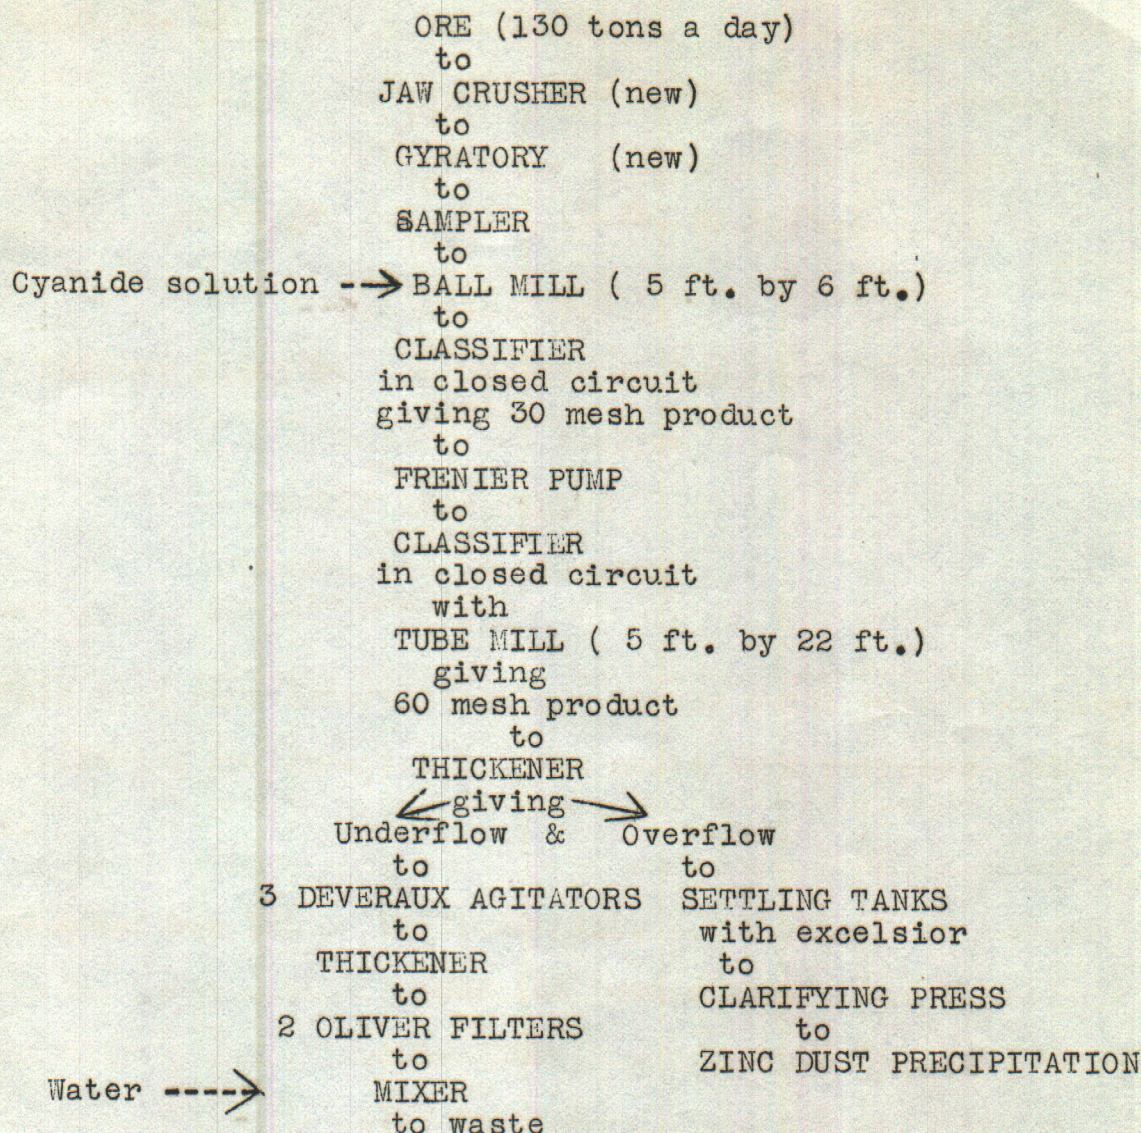 ORE (130 tons a day)
to
JAW CRUSHER (new)
to
GYRATORY (new)
to
SAMPLER
to
Cyanide solution --> BALL MILL ( 5 ft. by 6 ft.)
to
CLASSIFIER
in closed circuit
giving 30 mesh product
to
FRENIER PUMP
to
CLASSIFIER
in closed circuit
with
TUBE MILL ( 5 ft. by 22 ft.)
giving
60 mesh product
to
THICKENER
giving
Underflow & Overflow
to to
3 DEVERAUX AGITATORS SETTLING TANKS
to with excelsior
THICKENER to
to CLARIFYING PRESS
2 OLIVER FILTERS to
to ZINC DUST PRECIPITATION
Water ----> MIXER
to waste